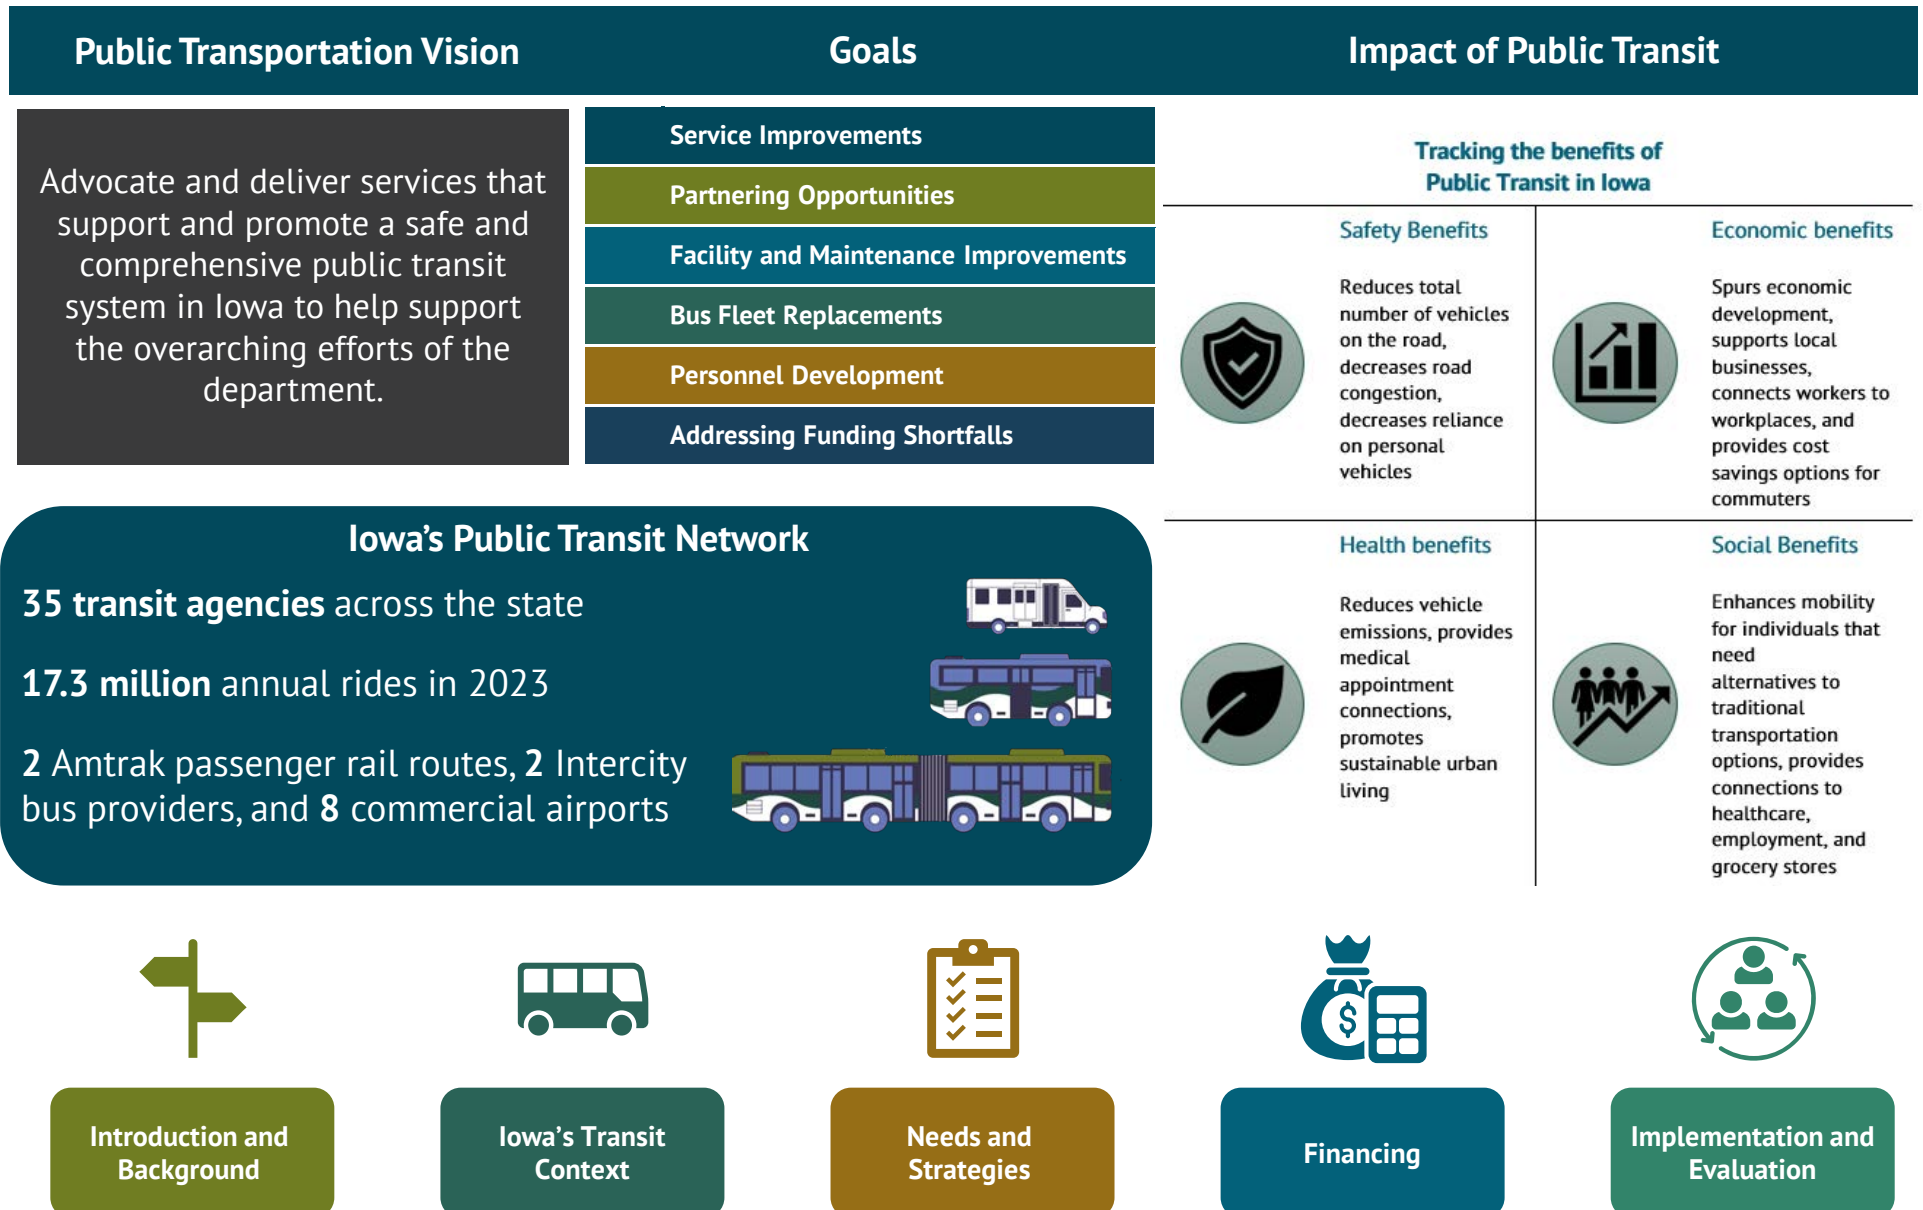 Public Transportation Vision
Goals
Impact of Public Transit
Advocate and deliver services that
support and promote a safe and
comprehensive public transit
system in Iowa to help support
the overarching efforts of the
department.
Service Improvements
Partnering Opportunities
Facility and Maintenance Improvements
Bus Fleet Replacements
Personnel Development
Addressing Funding Shortfalls
Tracking the benefits of
Public Transit in Iowa
Safety Benefits
Reduces total
number of vehicles
on the road,
decreases road
congestion,
decreases reliance
on personal
vehicles
Economic benefits
Spurs economic
development,
supports local
businesses,
connects workers to
workplaces, and
provides cost
savings options for
commuters
Health benefits
Reduces vehicle
emissions, provides
medical
appointment
connections,
promotes
sustainable urban
living
Social Benefits
Enhances mobility
for individuals that
need
alternatives to
traditional
transportation
options, provides
connections to
healthcare,
employment, and
grocery stores
Iowa's Public Transit Network
35 transit agencies across the state
17.3 million annual rides in 2023
2 Amtrak passenger rail routes, 2 Intercity
bus providers, and 8 commercial airports
$
Introduction and
Background
Iowa's Transit
Context
Needs and
Strategies
Financing
Implementation and
Evaluation